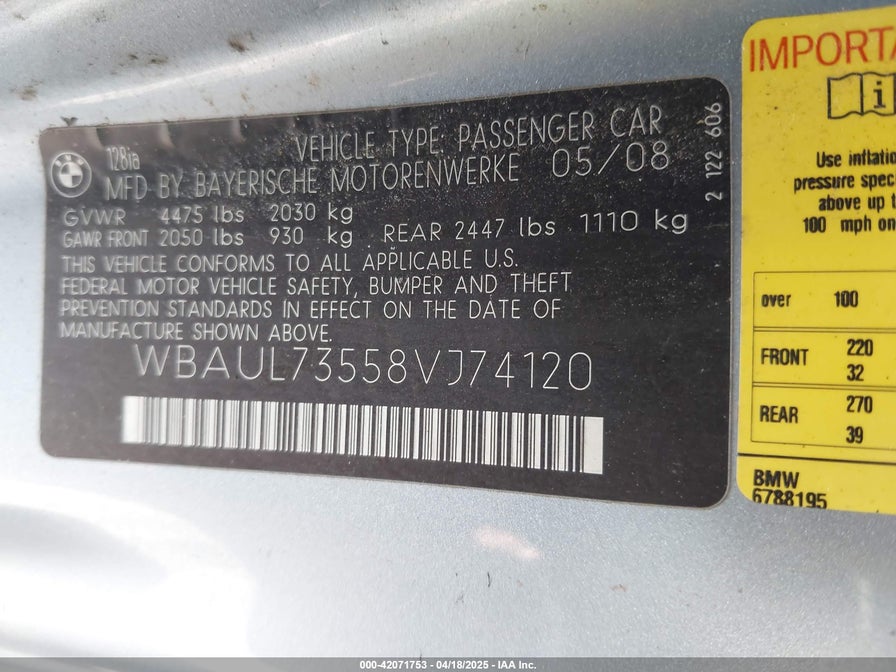 BMW
128ia
VEHICLE TYPE: PASSENGER CAR
MFD BY BAYERISCHE MOTORENWERKE 05/08
GVWR 4475 lbs 2030 kg
GAWR FRONT 2050 lbs 930 kg REAR 2447 lbs 1110 kg
THIS VEHICLE CONFORMS TO ALL APPLICABLE U.S.
FEDERAL MOTOR VEHICLE SAFETY, BUMPER AND THEFT
PREVENTION STANDARDS IN EFFECT ON THE DATE OF
MANUFACTURE SHOWN ABOVE.
WBAUL73558VJ74120
2 122 606
IMPORTA
i
Use inflatio
pressure spec
above up t
100 mph on
over 100
FRONT 220
32
REAR 270
39
BMW
6788195
000-42071753 | 04/18/2025 | IAA Inc.